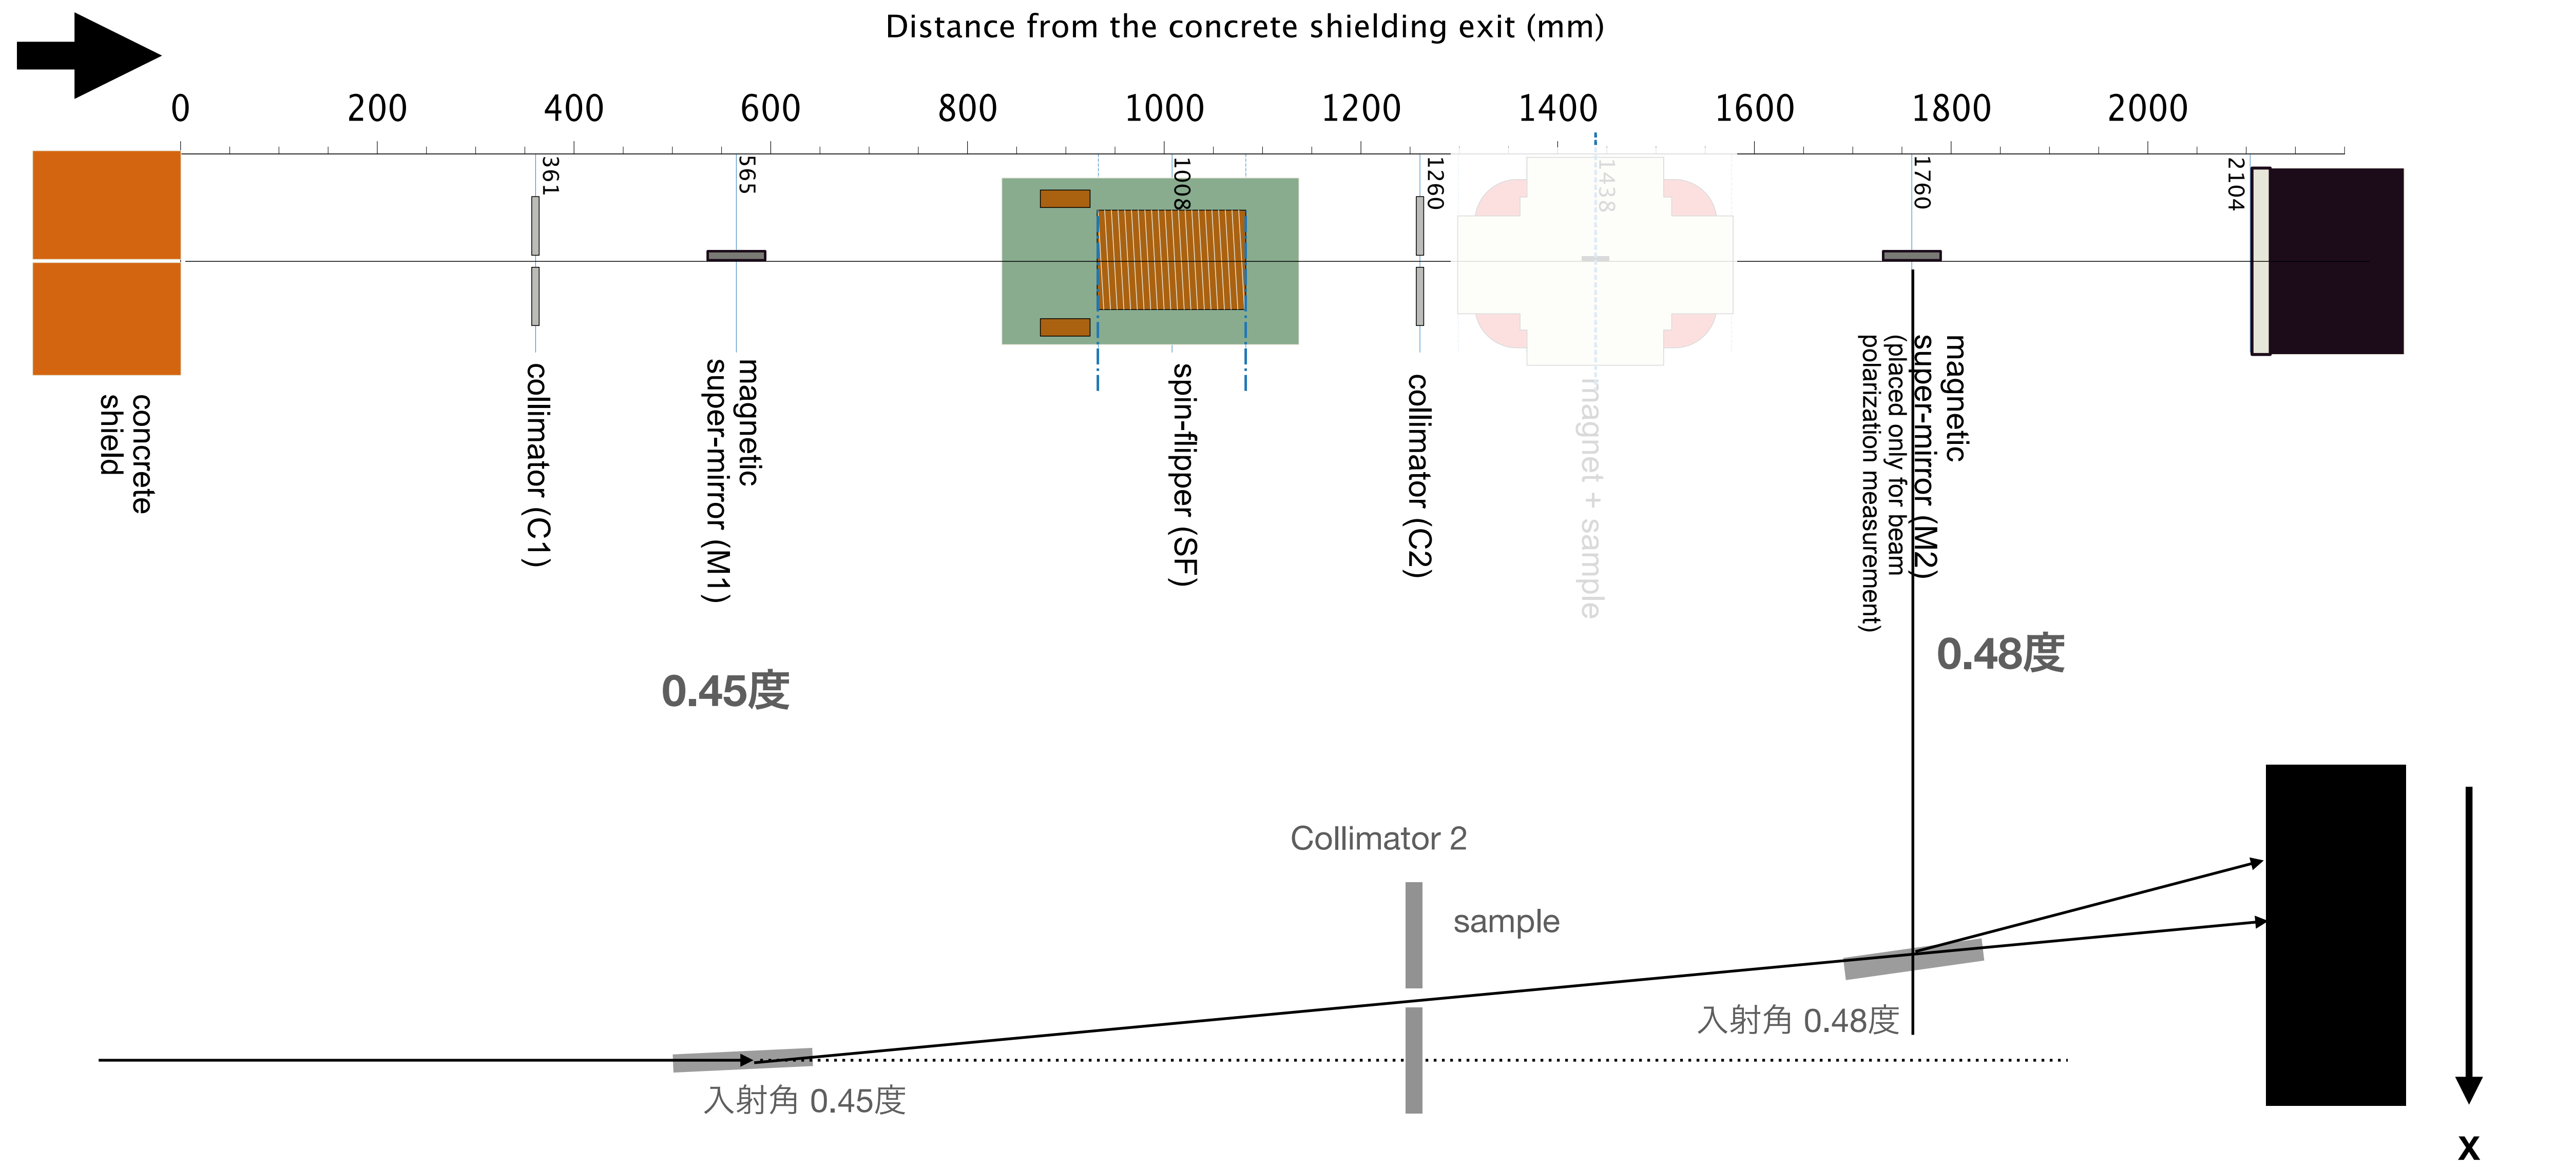 Distance from the concrete shielding exit (mm)
0 200 400 600 800 1000 1200 1400 1600 1800 2000
361
565
1008
1260
1438
1760
2104
concrete
shield
collimator (C1)
magnetic
super-mirror (M1)
spin-flipper (SF)
collimator (C2)
magnet + sample
magnetic
super-mirror (M2)
(placed only for beam
polarization measurement)
0.45度
0.48度
Collimator 2
sample
入射角 0.48度
入射角 0.45度
x